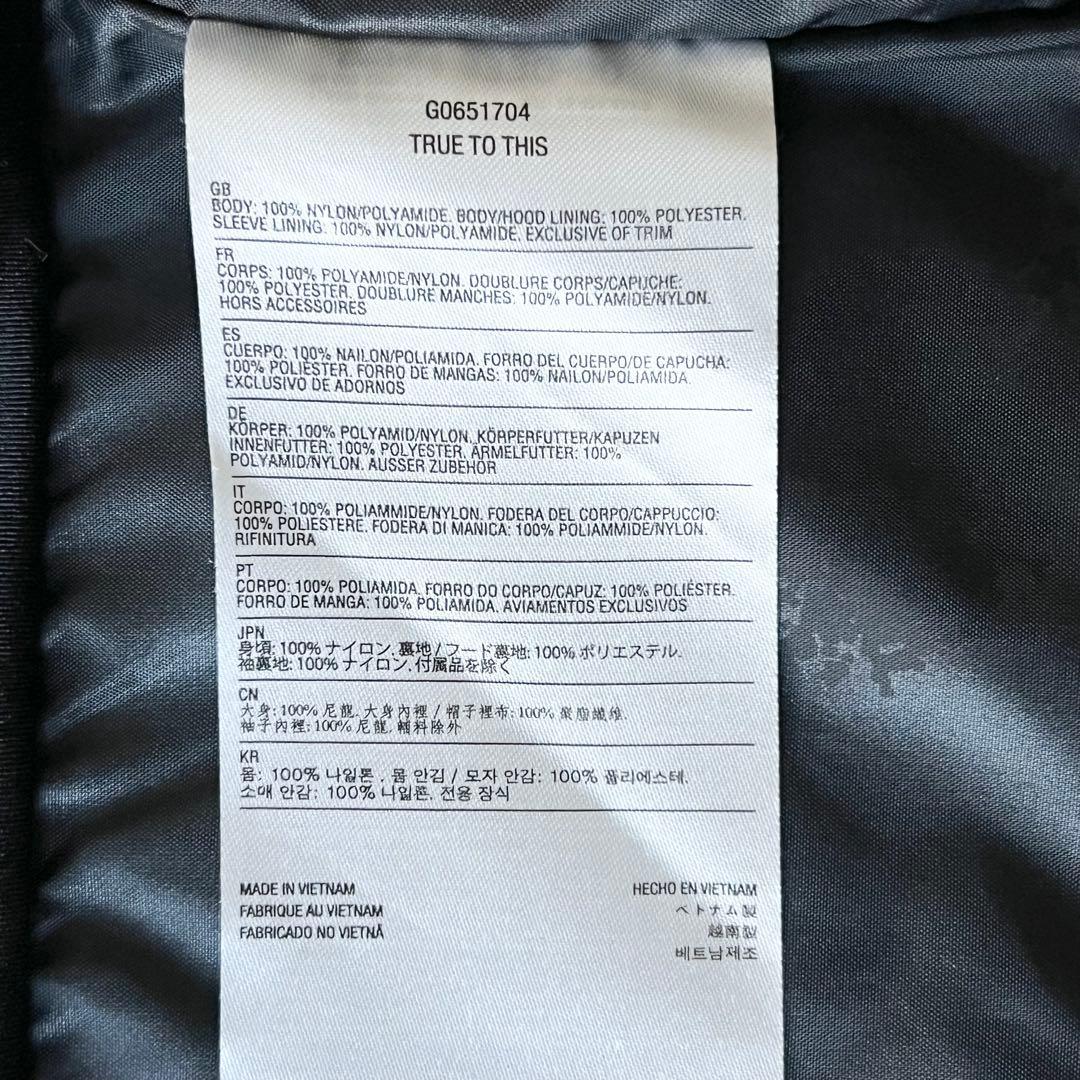 G0651704
TRUE TO THIS
GB
BODY: 100% NYLON/POLYAMIDE. BODY/HOOD LINING: 100% POLYESTER.
SLEEVE LINING: 100% NYLON/POLYAMIDE. EXCLUSIVE OF TRIM
FR
CORPS: 100% POLYAMIDE/NYLON. DOUBLURE CORPS/CAPUCHE:
100% POLYESTER. DOUBLURE MANCHES: 100% POLYAMIDE/NYLON.
HORS ACCESSOIRES
ES
CUERPO: 100% NAILON/POLIAMIDA. FORRO DEL CUERPO/DE CAPUCHA:
100% POLIÉSTER. FORRO DE MANGAS: 100% NAILON/POLIAMIDA.
EXCLUSIVO DE ADORNOS
DE
KÖRPER: 100% POLYAMID/NYLON. KÖRPERFUTTER/KAPUZEN
INNENFUTTER: 100% POLYESTER. ÄRMELFUTTER: 100%
POLYAMID/NYLON. AUSSER ZUBEHÖR
IT
CORPO: 100% POLIAMMIDE/NYLON. FODERA DEL CORPO/CAPPUCCIO:
100% POLIESTERE. FODERA DI MANICA: 100% POLIAMMIDE/NYLON.
RIFINITURA
PT
CORPO: 100% POLIAMIDA. FORRO DO CORPO/CAPUZ: 100% POLIÉSTER.
FORRO DE MANGA: 100% POLIAMIDA. AVIAMENTOS EXCLUSIVOS
JPN
身頃: 100% ナイロン. 裏地 / フード裏地: 100% ポリエステル.
袖裏地: 100% ナイロン. 付属品を除く
CN
大身: 100% 尼龍. 大身內裡 / 帽子裡布: 100% 聚脂纖維.
袖子內裡: 100% 尼龍. 輔料除外
KR
몸: 100% 나일론 . 몸 안김 / 모자 안감: 100% 폴리에스테.
소매 안감: 100% 나일론. 전용 장식
MADE IN VIETNAM
FABRIQUE AU VIETNAM
FABRICADO NO VIETNÃ
HECHO EN VIETNAM
ベトナム製
越南製
베트남제조